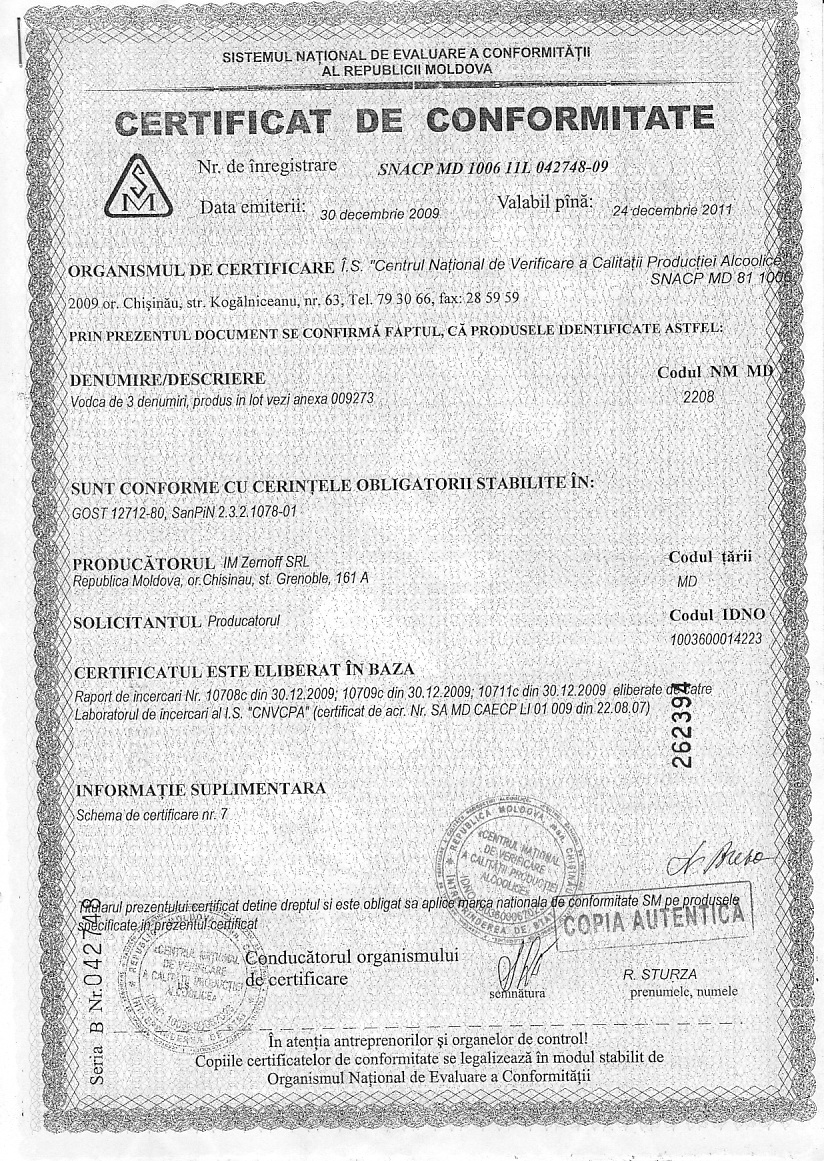 SISTEMUL NAȚIONAL DE EVALUARE A CONFORMITĂȚII
AL REPUBLICII MOLDOVA
CERTIFICAT DE CONFORMITATE
SM
Nr. de înregistrare SNACP MD 1006 11L 042748-09
Data emiterii: 30 decembrie 2009 Valabil pînă: 24 decembrie 2011
ORGANISMUL DE CERTIFICARE Î.S. "Centrul Național de Verificare a Calitații Producției Alcoolice
SNACP MD 81 1006
2009 or. Chișinău, str. Kogălniceanu, nr. 63, Tel. 79 30 66, fax: 28 59 59
PRIN PREZENTUL DOCUMENT SE CONFIRMĂ FAPTUL, CĂ PRODUSELE IDENTIFICATE ASTFEL:
DENUMIRE/DESCRIERE Codul NM MD
Vodca de 3 denumiri, produs in lot vezi anexa 009273 2208
SUNT CONFORME CU CERINȚELE OBLIGATORII STABILITE ÎN:
GOST 12712-80, SanPiN 2.3.2.1078-01
PRODUCĂTORUL IM Zernoff SRL Codul țării
Republica Moldova, or.Chisinau, st. Grenoble, 161 A MD
SOLICITANTUL Producatorul Codul IDNO
1003600014223
CERTIFICATUL ESTE ELIBERAT ÎN BAZA
Raport de incercari Nr. 10708c din 30.12.2009; 10709c din 30.12.2009; 10711c din 30.12.2009 eliberate de catre
Laboratorul de incercari al I.S. "CNVCPA" (certificat de acr. Nr. SA MD CAECP LI 01 009 din 22.08.07)
262394
INFORMAȚIE SUPLIMENTARA
Schema de certificare nr. 7
REPUBLICA MOLDOVA
«CENTRUL NAȚIONAL
DE VERIFICARE
A CALITĂȚII PRODUCȚIEI
ALCOOLICE»
Titularul prezentului certificat detine dreptul si este obligat sa aplice marca nationala de conformitate SM pe produsele
specificate in prezentul certificat
COPIA AUTENTICĂ
Conducătorul organismului
de certificare
semnătura
R. STURZA
prenumele, numele
Seria B Nr.042748
În atenția antreprenorilor și organelor de control!
Copiile certificatelor de conformitate se legalizează în modul stabilit de
Organismul Național de Evaluare a Conformității